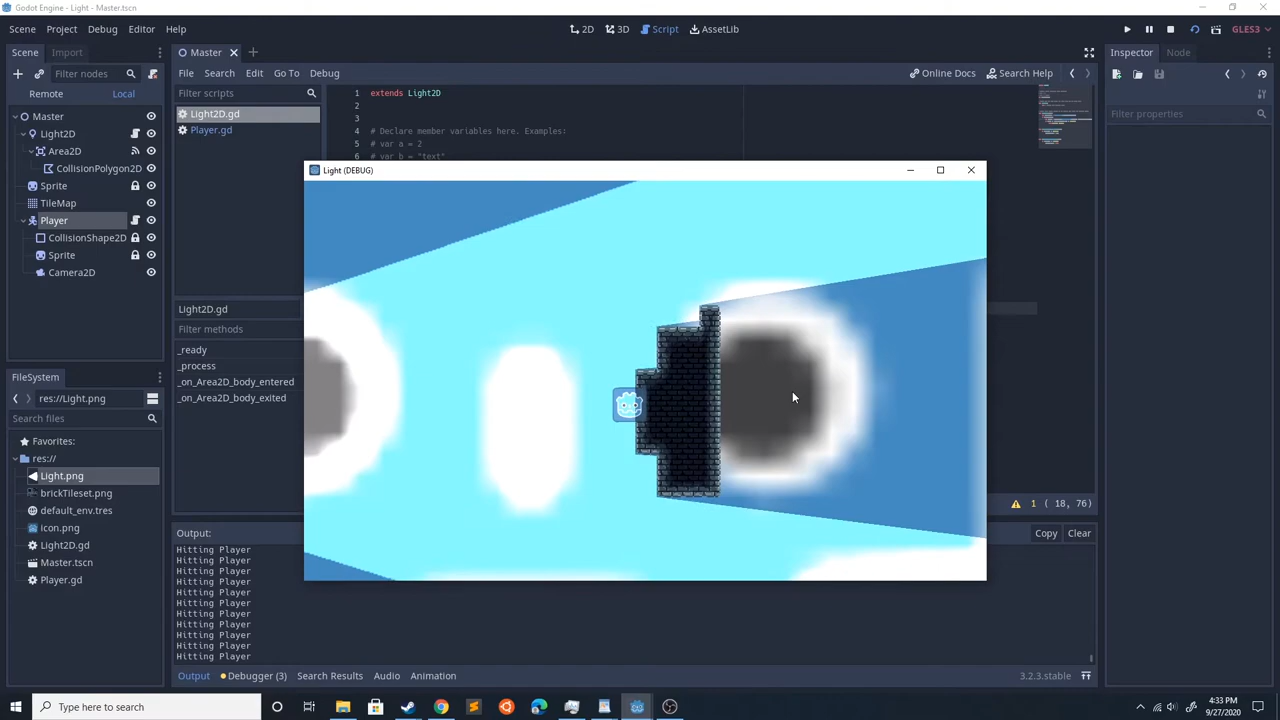 Godot Engine - Light - Master.tscn
Scene Project Debug Editor Help
2D 3D Script AssetLib
GLES3
Scene Import
Master
Inspector Node
Filter nodes
File Search Edit Go To Debug
Online Docs Search Help
Remote Local
Filter scripts
1 extends Light2D
2
3
4 # Declare member variables here. Examples:
5 # var a = 2
6 # var b = "text"
Light2D.gd
Player.gd
Filter properties
Master
Light2D
Area2D
CollisionPolygon2D
Sprite
TileMap
Player
CollisionShape2D
Sprite
Camera2D
Light (DEBUG)
Light2D.gd
Filter methods
_ready
_process
_on_Area2D_body_entered
_on_Area2D_body_exited
FileSystem
res://Light.png
Search files
Favorites:
res://
Light.png
brickTileset.png
default_env.tres
icon.png
Light2D.gd
Master.tscn
Player.gd
1 ( 18, 76)
Output:
Copy Clear
Hitting Player
Hitting Player
Hitting Player
Hitting Player
Hitting Player
Hitting Player
Hitting Player
Hitting Player
Hitting Player
Hitting Player
Hitting Player
Output Debugger (3) Search Results Audio Animation
3.2.3.stable
Type here to search
4:33 PM
9/27/2020